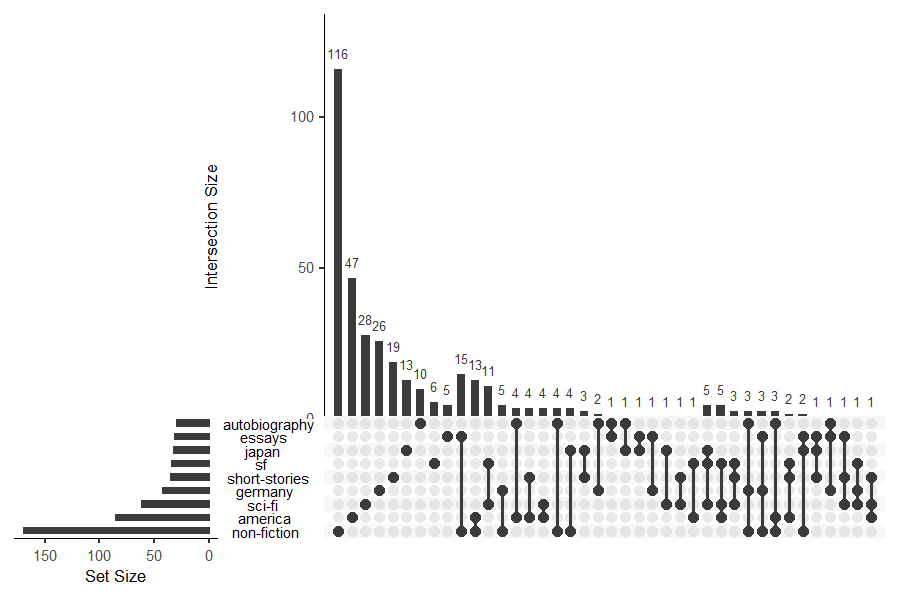 116
100
Intersection Size
47
50
28 26
19
13
10
6
5
15
13
11
5
4 4 4 4 4
3
2
1 1 1 1 1 1 1
5 5
3 3 3 3
2 2
1 1 1 1 1
0
autobiography
essays
japan
sf
short-stories
germany
sci-fi
america
non-fiction
150 100 50 0
Set Size